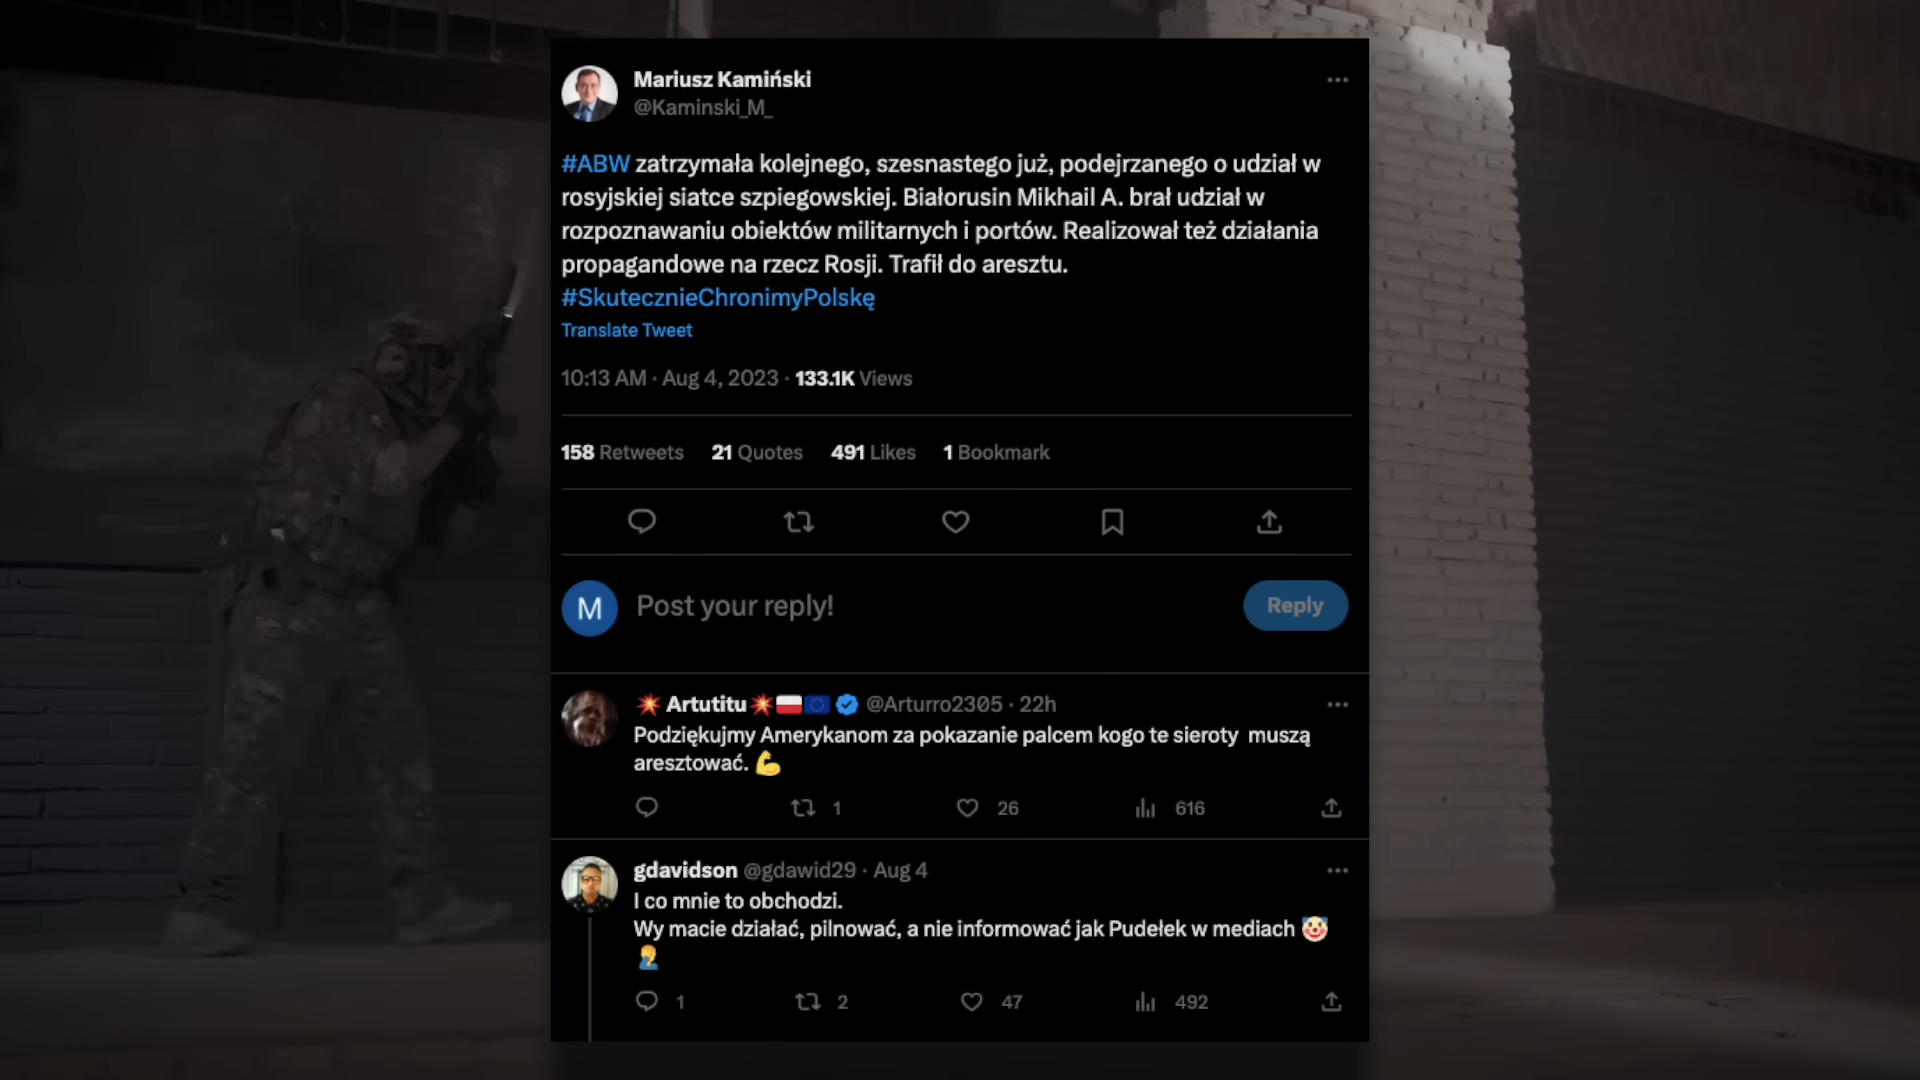 Mariusz Kamiński
@Kaminski_M_
#ABW zatrzymała kolejnego, szesnastego już, podejrzanego o udział w
rosyjskiej siatce szpiegowskiej. Białorusin Mikhail A. brał udział w
rozpoznawaniu obiektów militarnych i portów. Realizował też działania
propagandowe na rzecz Rosji. Trafił do aresztu.
#SkutecznieChronimyPolskę
Translate Tweet
10:13 AM · Aug 4, 2023 · 133.1K Views
158 Retweets 21 Quotes 491 Likes 1 Bookmark
M Post your reply! Reply
💥 Artutitu 💥🇵🇱🇪🇺 @Arturro2305 · 22h
Podziękujmy Amerykanom za pokazanie palcem kogo te sieroty muszą
aresztować. 💪
1 26 616
gdavidson @gdawid29 · Aug 4
I co mnie to obchodzi.
Wy macie działać, pilnować, a nie informować jak Pudełek w mediach 🤡
🤦‍♂️
1 2 47 492